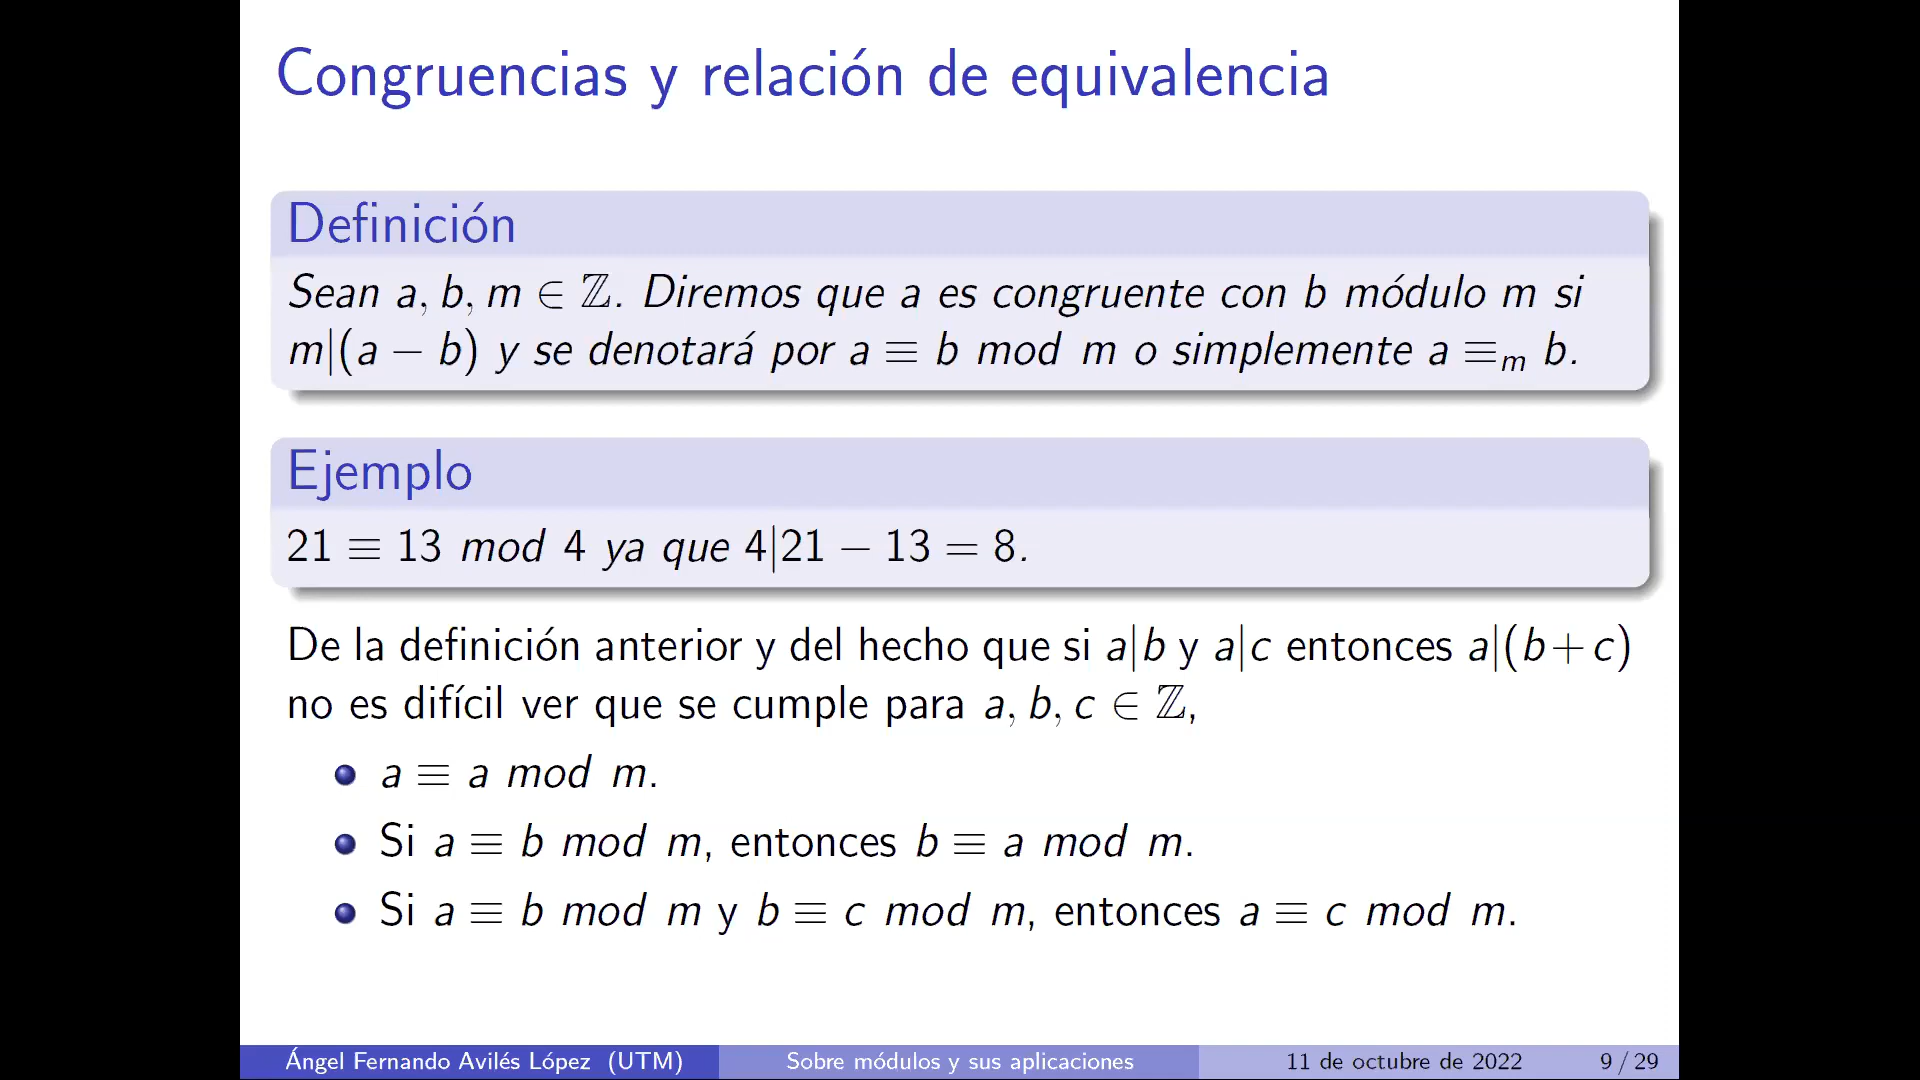 Congruencias y relación de equivalencia
Definición
Sean a, b, m ∈ ℤ. Diremos que a es congruente con b módulo m si
m|(a − b) y se denotará por a ≡ b mod m o simplemente a ≡ₘ b.
Ejemplo
21 ≡ 13 mod 4 ya que 4|21 − 13 = 8.
De la definición anterior y del hecho que si a|b y a|c entonces a|(b+c)
no es difícil ver que se cumple para a, b, c ∈ ℤ,
a ≡ a mod m.
Si a ≡ b mod m, entonces b ≡ a mod m.
Si a ≡ b mod m y b ≡ c mod m, entonces a ≡ c mod m.
Ángel Fernando Avilés López (UTM) Sobre módulos y sus aplicaciones 11 de octubre de 2022 9 / 29